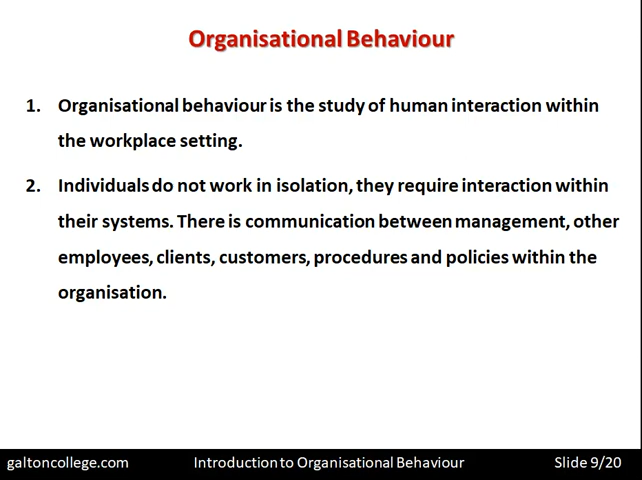 Organisational Behaviour
1. Organisational behaviour is the study of human interaction within
the workplace setting.
2. Individuals do not work in isolation, they require interaction within
their systems. There is communication between management, other
employees, clients, customers, procedures and policies within the
organisation.
galtoncollege.com Introduction to Organisational Behaviour Slide 9/20